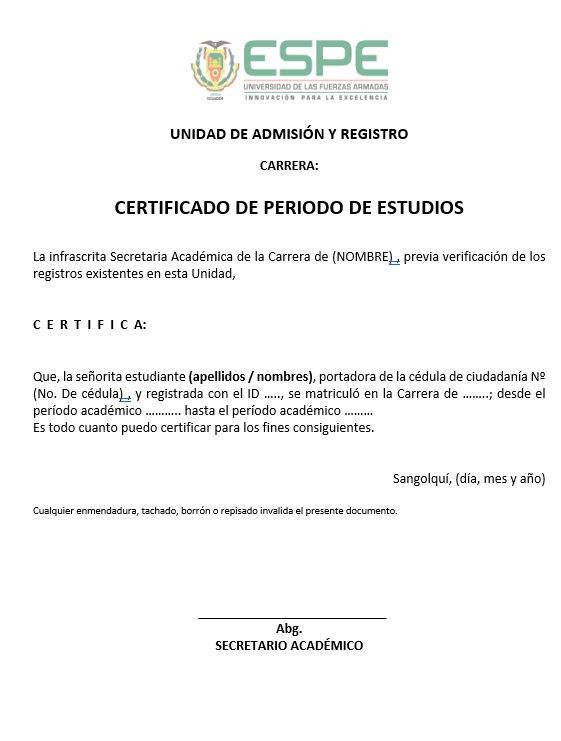 ESPE
UNIVERSIDAD DE LAS FUERZAS ARMADAS
INNOVACIÓN PARA LA EXCELENCIA
ECUADOR
UNIDAD DE ADMISIÓN Y REGISTRO
CARRERA:
CERTIFICADO DE PERIODO DE ESTUDIOS
La infrascrita Secretaria Académica de la Carrera de (NOMBRE) , previa verificación de los
registros existentes en esta Unidad,
C E R T I F I C A:
Que, la señorita estudiante (apellidos / nombres), portadora de la cédula de ciudadanía Nº
(No. De cédula) , y registrada con el ID ….., se matriculó en la Carrera de ……..; desde el
período académico ……….. hasta el período académico ………
Es todo cuanto puedo certificar para los fines consiguientes.
Sangolquí, (día, mes y año)
Cualquier enmendadura, tachado, borrón o repisado invalida el presente documento.
Abg.
SECRETARIO ACADÉMICO